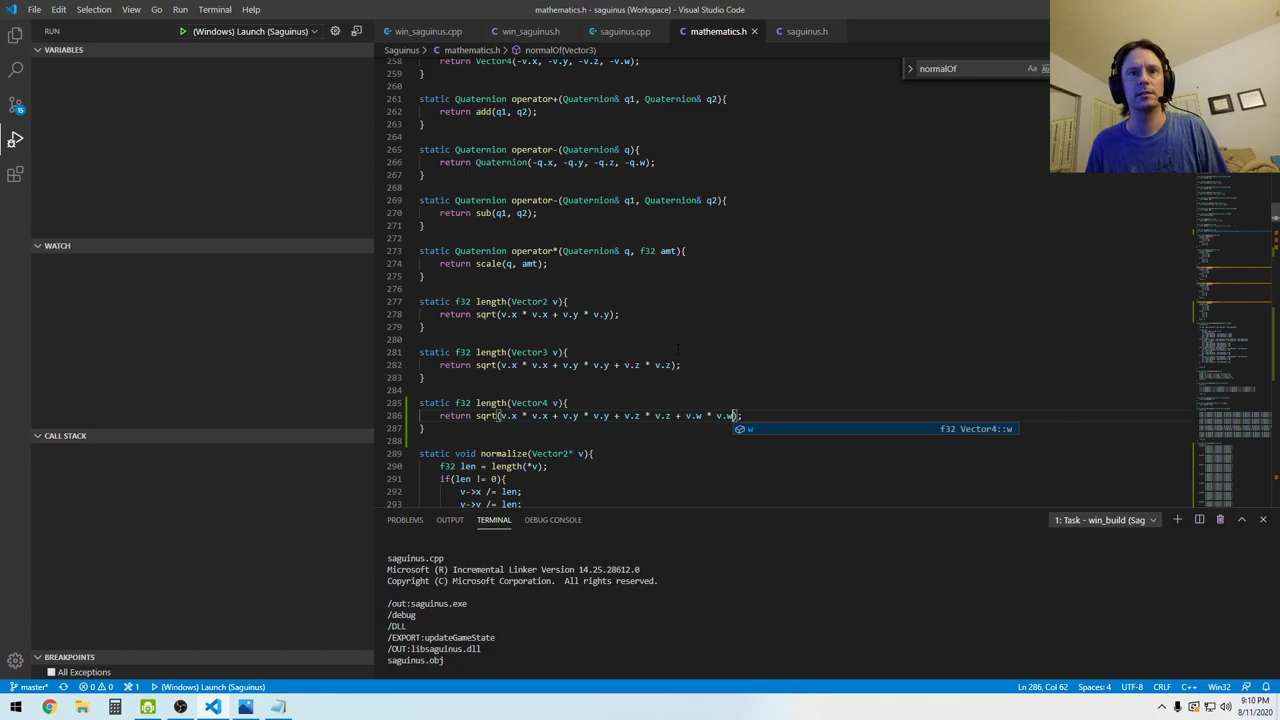 File Edit Selection View Go Run Terminal Help
mathematics.h - saguinus (Workspace) - Visual Studio Code
RUN
(Windows) Launch (Saguinus)
win_saguinus.cpp
win_saguinus.h
saguinus.cpp
mathematics.h
saguinus.h
Saguinus > mathematics.h > normalOf(Vector3)
normalOf
Aa
VARIABLES
WATCH
CALL STACK
BREAKPOINTS
All Exceptions
15
258 return Vector4(-v.x, -v.y, -v.z, -v.w);
259 }
260
261 static Quaternion operator+(Quaternion& q1, Quaternion& q2){
262 return add(q1, q2);
263 }
264
265 static Quaternion operator-(Quaternion& q){
266 return Quaternion(-q.x, -q.y, -q.z, -q.w);
267 }
268
269 static Quaternion operator-(Quaternion& q1, Quaternion& q2){
270 return sub(q1, q2);
271 }
272
273 static Quaternion operator*(Quaternion& q, f32 amt){
274 return scale(q, amt);
275 }
276
277 static f32 length(Vector2 v){
278 return sqrt(v.x * v.x + v.y * v.y);
279 }
280
281 static f32 length(Vector3 v){
282 return sqrt(v.x * v.x + v.y * v.y + v.z * v.z);
283 }
284
285 static f32 length(Vector4 v){
286 return sqrt(v.x * v.x + v.y * v.y + v.z * v.z + v.w * v.w);
287 }
w f32 Vector4::w
288
289 static void normalize(Vector2* v){
290 f32 len = length(*v);
291 if(len != 0){
292 v->x /= len;
293 v->y /= len;
PROBLEMS OUTPUT TERMINAL DEBUG CONSOLE
1: Task - win_build (Sag
saguinus.cpp
Microsoft (R) Incremental Linker Version 14.25.28612.0
Copyright (C) Microsoft Corporation.  All rights reserved.
/out:saguinus.exe
/debug
/DLL
/EXPORT:updateGameState
/OUT:libsaguinus.dll
saguinus.obj
master* 0 0 1 (Windows) Launch (Saguinus)
Ln 286, Col 62 Spaces: 4 UTF-8 CRLF C++ Win32
9:10 PM
8/11/2020